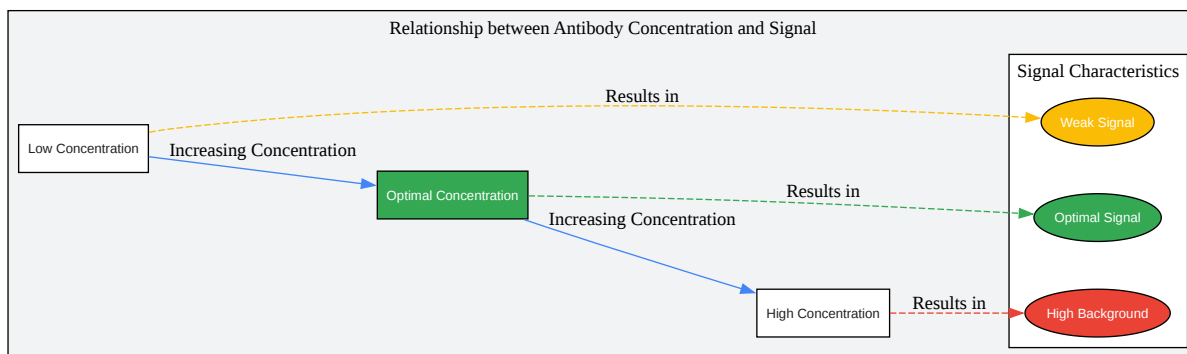 Relationship between Antibody Concentration and Signal
Signal Characteristics
Results in
Weak Signal
Low Concentration
Increasing Concentration
Optimal Concentration
Results in
Optimal Signal
Increasing Concentration
High Concentration
Results in
High Background